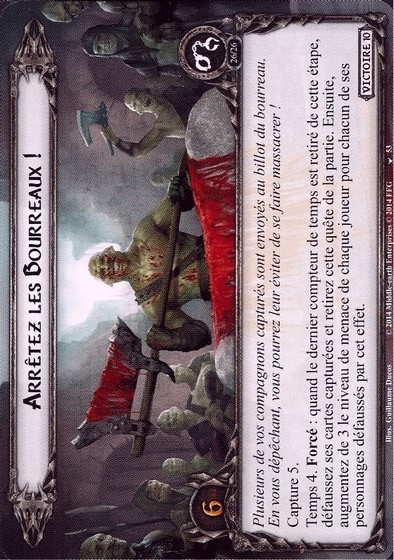 ARRÊTEZ LES BOURREAUX !
26/26
6
Plusieurs de vos compagnons capturés sont envoyés au billot du bourreau.
En vous dépêchant, vous pourrez leur éviter de se faire massacrer !
Capture 5.
Temps 4. Forcé : quand le dernier compteur de temps est retiré de cette étape,
défaussez ses cartes capturées et retirez cette quête de la partie. Ensuite,
augmentez de 3 le niveau de menace de chaque joueur pour chacun de ses
personnages défaussés par cet effet.
VICTOIRE 10
Illus. Guillaume Ducos
© 2014 Middle-earth Enterprises © 2014 FFG
53